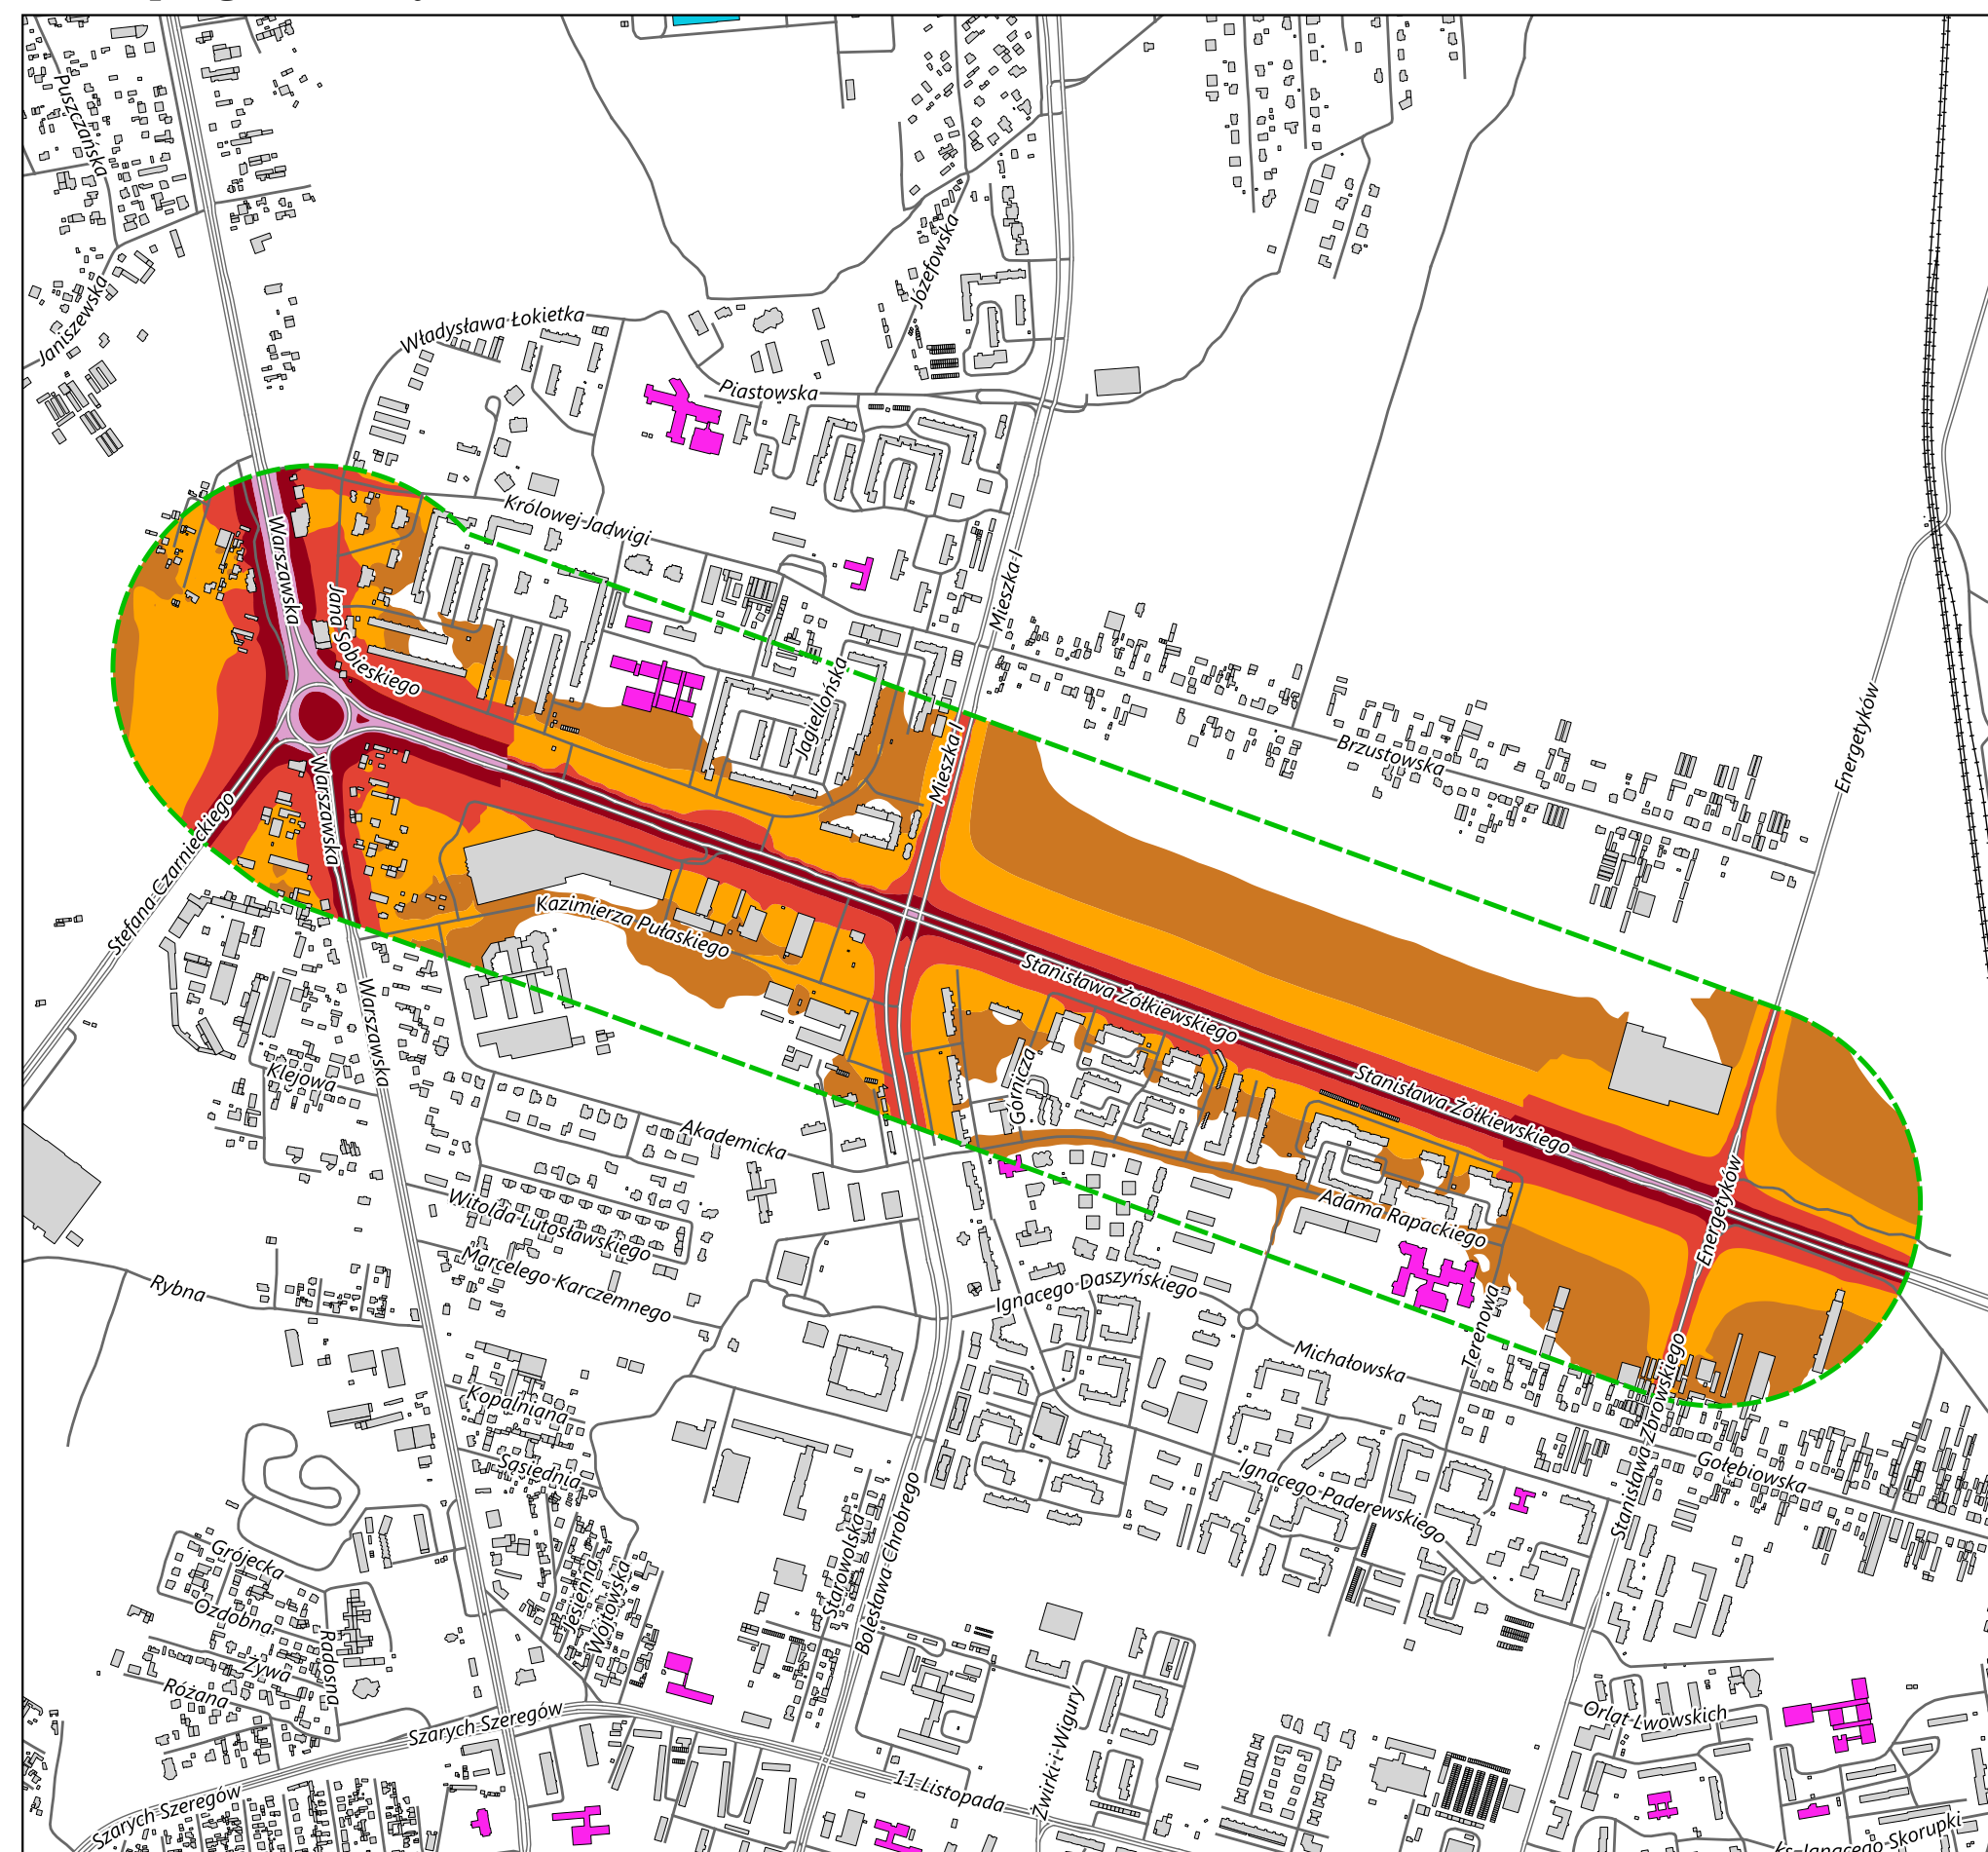 Puszczańska
Józefowska
Janiszewska
Władysława Łokietka
Piastowska
Królowej Jadwigi
Warszawska
Mieszka I
Jana Sobieskiego
Jagiellońska
Energetyków
Mieszka I
Brzustowska
Warszawska
Stefana Czarnieckiego
Kazimierza Pułaskiego
Stanisława Żółkiewskiego
Warszawska
Klejowa
Górnicza
Stanisława Żółkiewskiego
Akademicka
Energetyków
Witolda Lutosławskiego
Adama Rapackiego
Marcelego Karczemnego
Rybna
Ignacego Daszyńskiego
Terenowa
Michałowska
Stanisława Zbrowskiego
Kopalniana
Sąsiednia
Gołębiowska
Ignacego Paderewskiego
Starowolska
Bolesława Chrobrego
Grójecka
Jesienna
Wójtowska
Ozdobna
Radosna
Żywa
Różana
Szarych Szeregów
Orląt Lwowskich
Żwirki i Wigury
11 Listopada
Szarych Szeregów
ks. Ignacego Skorupki